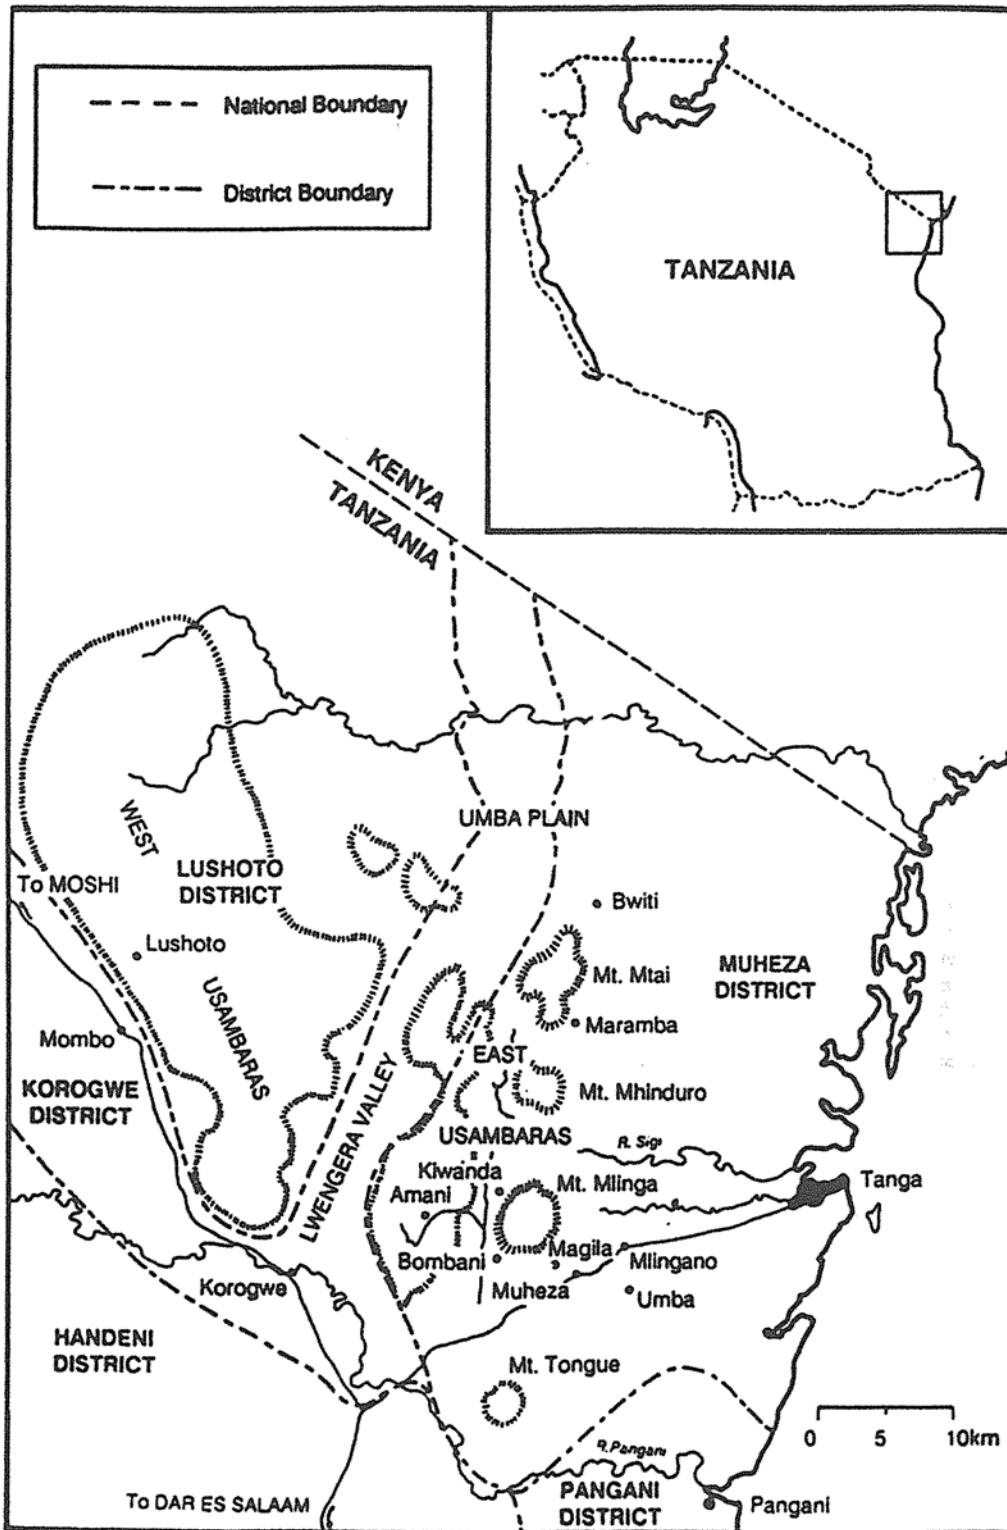 National Boundary
District Boundary
TANZANIA
KENYA
TANZANIA
UMBA PLAIN
WEST
LUSHOTO
DISTRICT
To MOSHI
Bwiti
Lushoto
Mt. Mtai
MUHEZA
DISTRICT
USAMBARAS
Maramba
Mombo
EAST
KOROGWE
DISTRICT
LWENGERA VALLEY
Mt. Mhinduro
USAMBARAS
R. Sigi
Kiwanda
Mt. Mlinga
Tanga
Amani
Bombani
Magila
Mlingano
Korogwe
Muheza
Umba
HANDENI
DISTRICT
Mt. Tongue
0 5 10km
R. Pangani
PANGANI
DISTRICT
Pangani
To DAR ES SALAAM